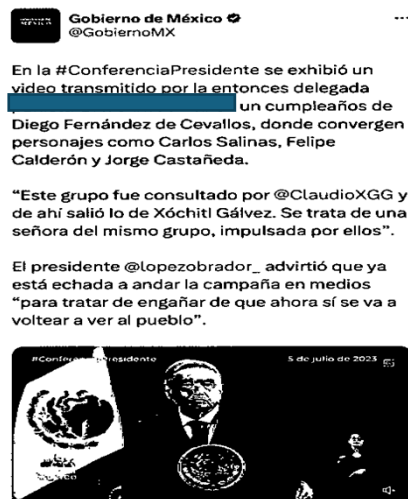 Gobierno de México
@GobiernoMX
En la #ConferenciaPresidente se exhibió un
video transmitido por la entonces delegada
un cumpleaños de
Diego Fernández de Cevallos, donde convergen
personajes como Carlos Salinas, Felipe
Calderón y Jorge Castañeda.
“Este grupo fue consultado por @ClaudioXGG y
de ahí salió lo de Xóchitl Gálvez. Se trata de una
señora del mismo grupo, impulsada por ellos”.
El presidente @lopezobrador_ advirtió que ya
está echada a andar la campaña en medios
“para tratar de engañar de que ahora sí se va a
voltear a ver al pueblo”.
#ConferenciaPresidente
5 de julio de 2023